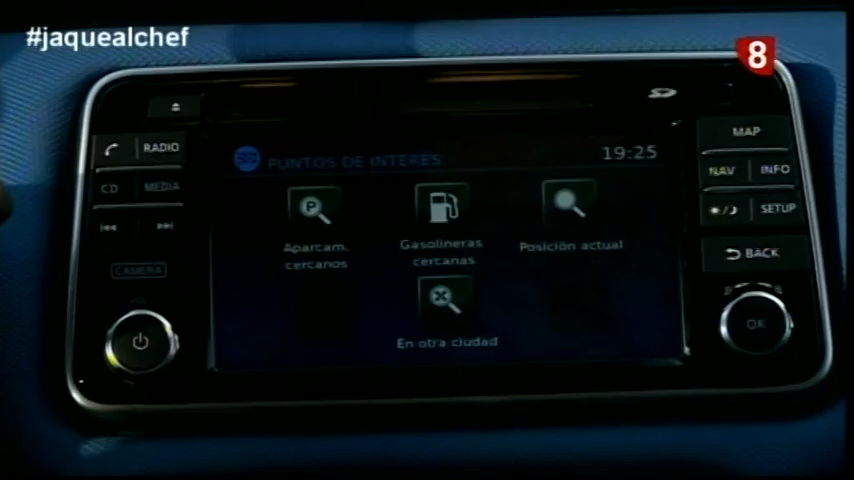 #jaquealchef
8
RADIO
MAP
PUNTOS DE INTERÉS
19:25
CD
MEDIA
NAV
INFO
P
SETUP
Aparcam.
cercanos
Gasolineras
cercanas
Posición actual
BACK
CAMERA
En otra ciudad
OK